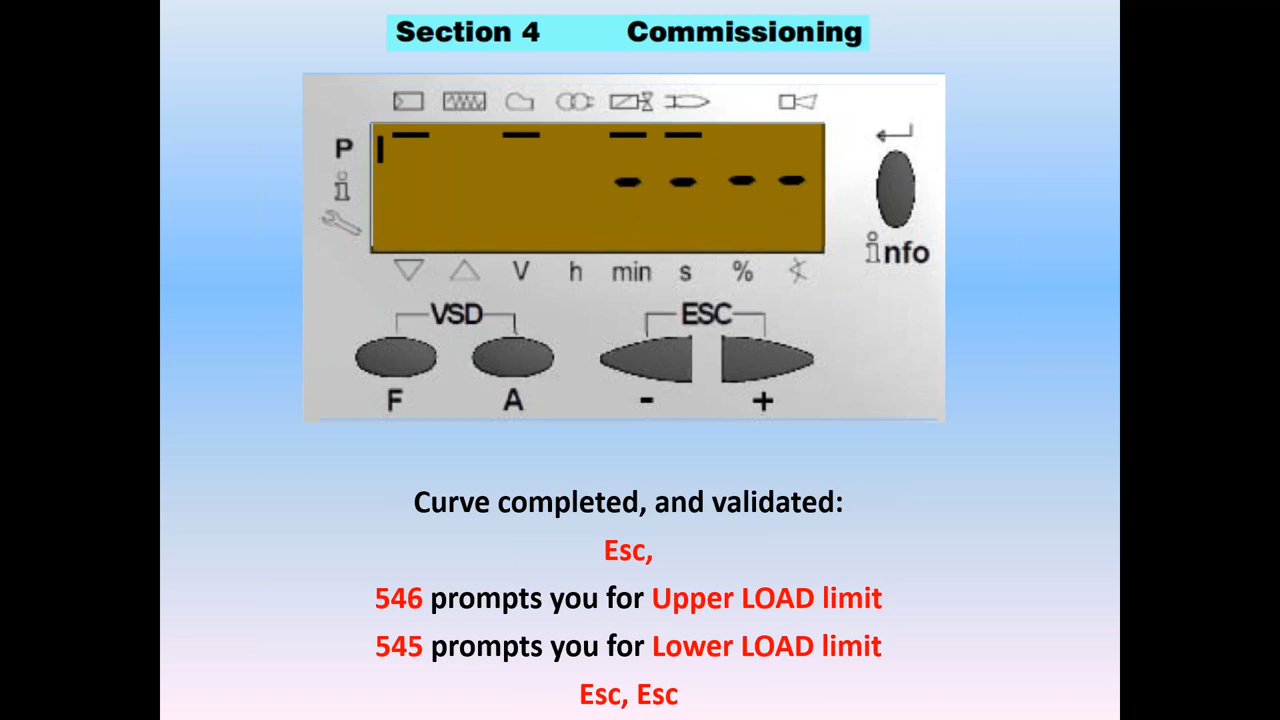 Section 4 Commissioning
P
i
V h min s %
info
VSD ESC
F A - +
Curve completed, and validated:
Esc,
546 prompts you for Upper LOAD limit
545 prompts you for Lower LOAD limit
Esc, Esc